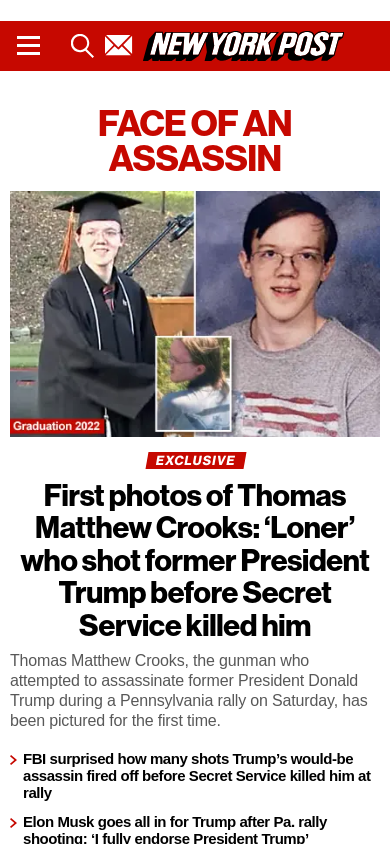 NEW YORK POST
FACE OF AN
ASSASSIN
Graduation 2022
EXCLUSIVE
First photos of Thomas
Matthew Crooks: ‘Loner’
who shot former President
Trump before Secret
Service killed him
Thomas Matthew Crooks, the gunman who
attempted to assassinate former President Donald
Trump during a Pennsylvania rally on Saturday, has
been pictured for the first time.
FBI surprised how many shots Trump’s would-be
assassin fired off before Secret Service killed him at
rally
Elon Musk goes all in for Trump after Pa. rally
shooting: ‘I fully endorse President Trump’